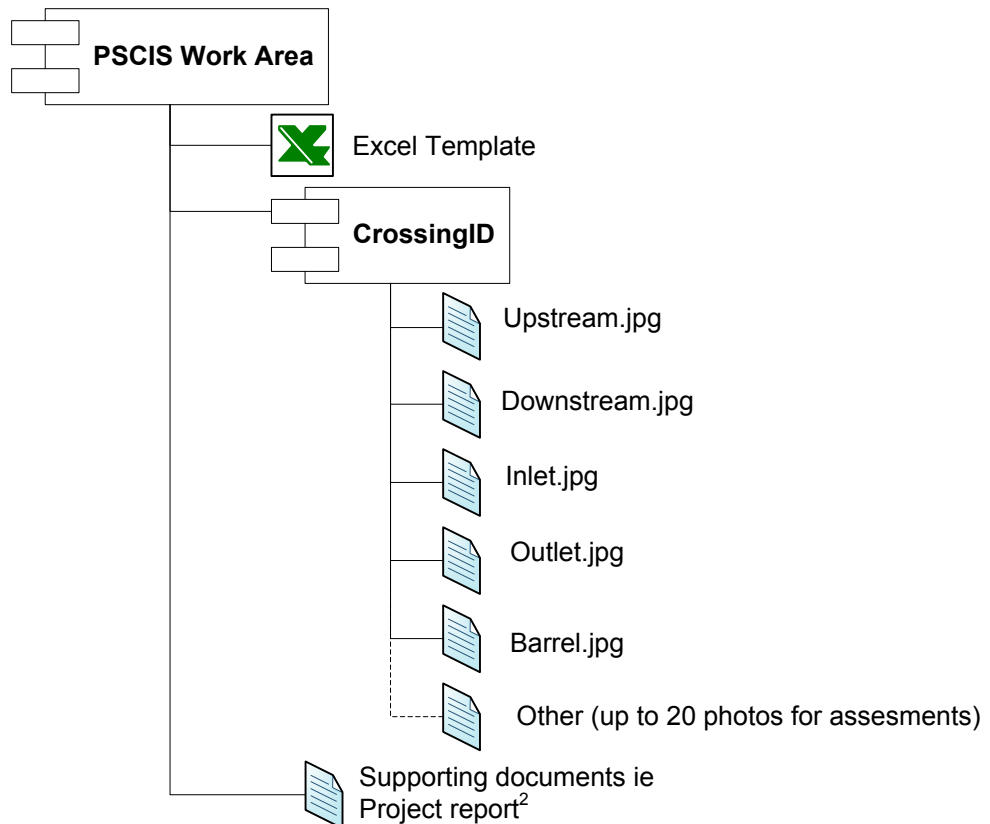 PSCIS Work Area
Excel Template
CrossingID
Upstream.jpg
Downstream.jpg
Inlet.jpg
Outlet.jpg
Barrel.jpg
Other (up to 20 photos for assesments)
Supporting documents ie
Project report²